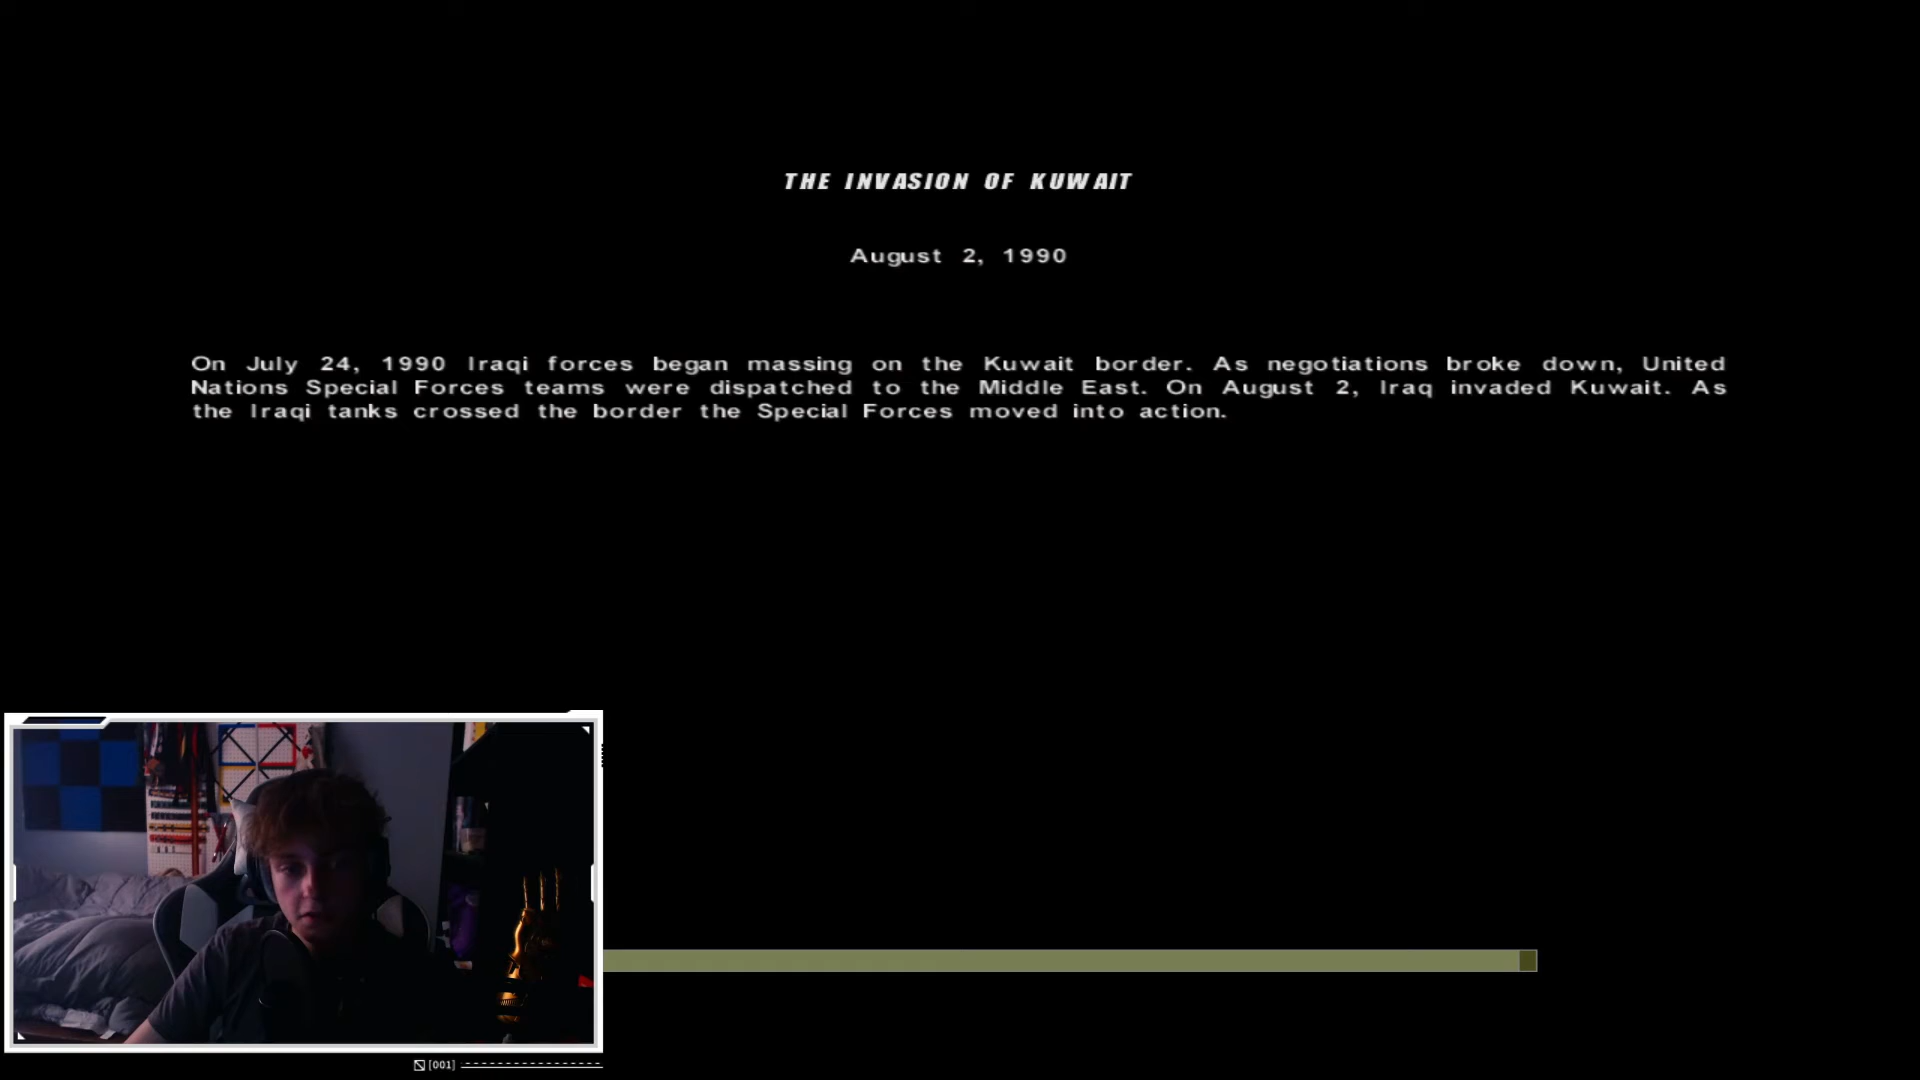 THE INVASION OF KUWAIT
August 2, 1990
On July 24, 1990 Iraqi forces began massing on the Kuwait border. As negotiations broke down, United
Nations Special Forces teams were dispatched to the Middle East. On August 2, Iraq invaded Kuwait. As
the Iraqi tanks crossed the border the Special Forces moved into action.
[001]